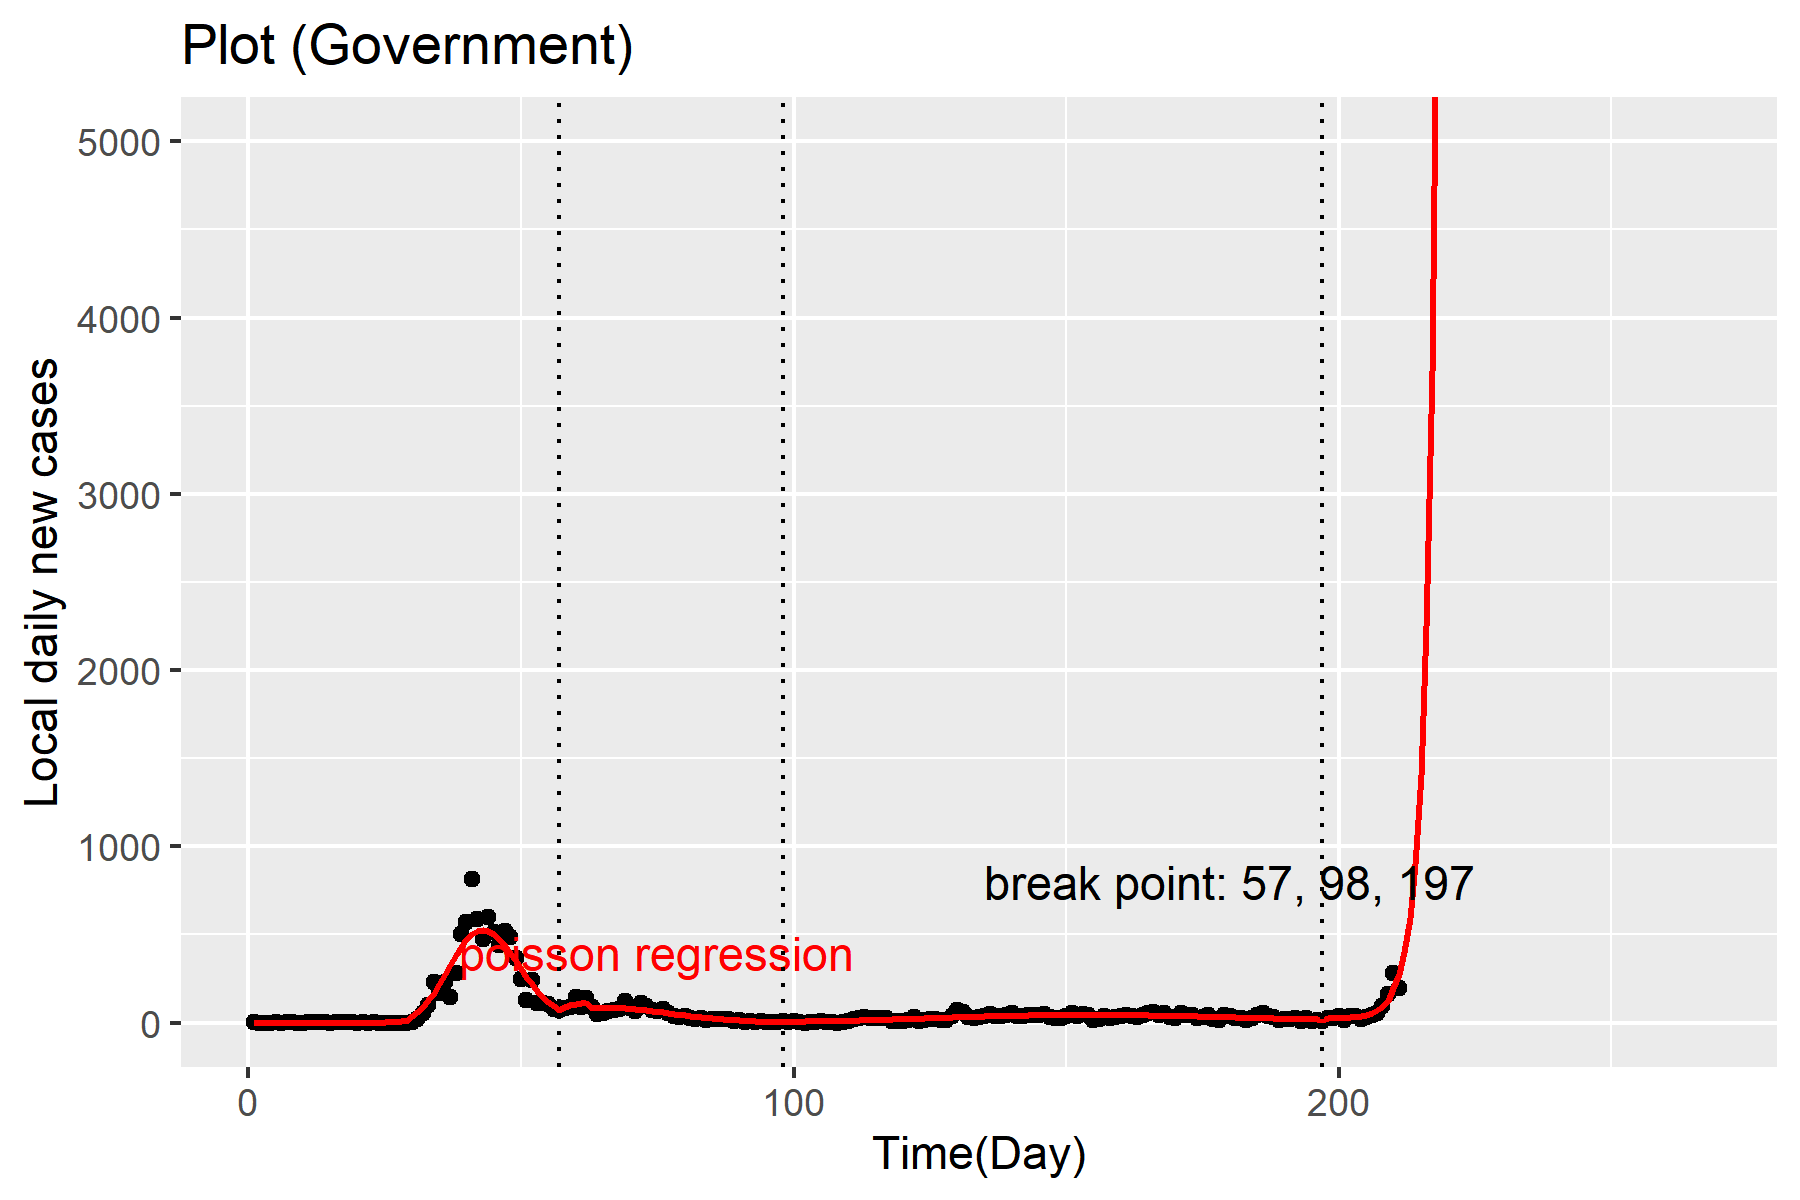 Plot (Government)
Local daily new cases
5000
4000
3000
2000
1000
0
break point: 57, 98, 197
poisson regression
0
100
200
Time(Day)